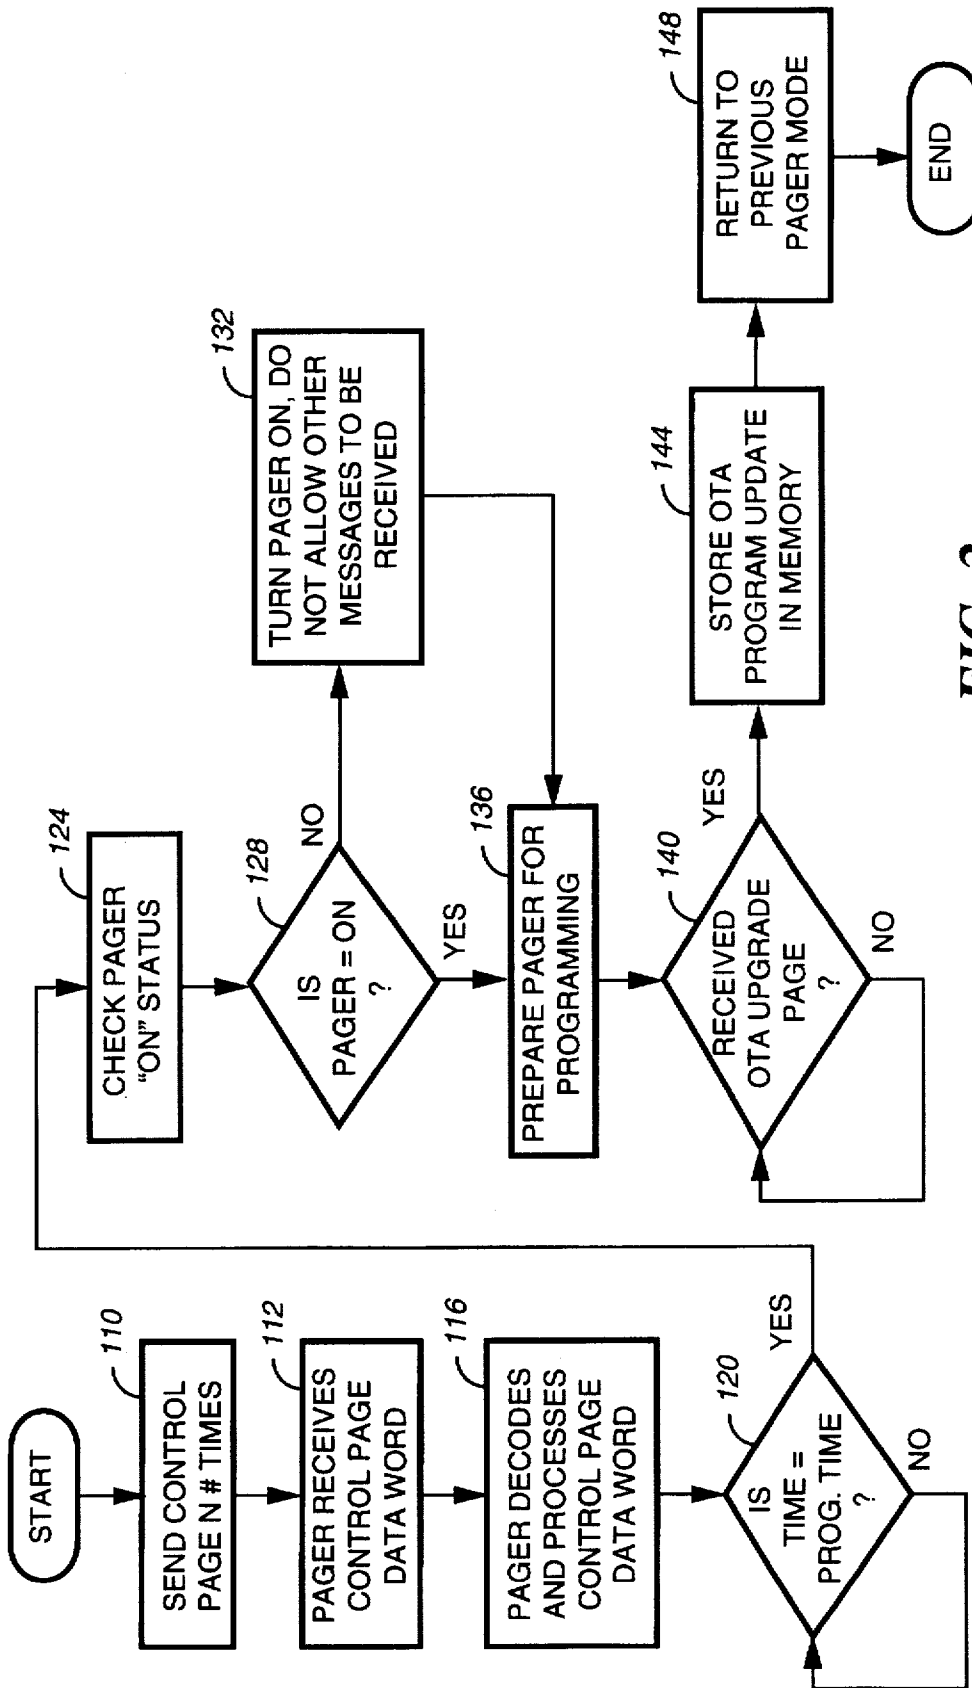 START
110
SEND CONTROL
PAGE N # TIMES
112
PAGER RECEIVES
CONTROL PAGE
DATA WORD
116
PAGER DECODES
AND PROCESSES
CONTROL PAGE
DATA WORD
120
IS
TIME =
PROG. TIME
?
YES
NO
124
CHECK PAGER
"ON" STATUS
128
IS
PAGER = ON
?
NO
YES
132
TURN PAGER ON, DO
NOT ALLOW OTHER
MESSAGES TO BE
RECEIVED
136
PREPARE PAGER FOR
PROGRAMMING
140
RECEIVED
OTA UPGRADE
PAGE
?
YES
NO
144
STORE OTA
PROGRAM UPDATE
IN MEMORY
148
RETURN TO
PREVIOUS
PAGER MODE
END
FIG.